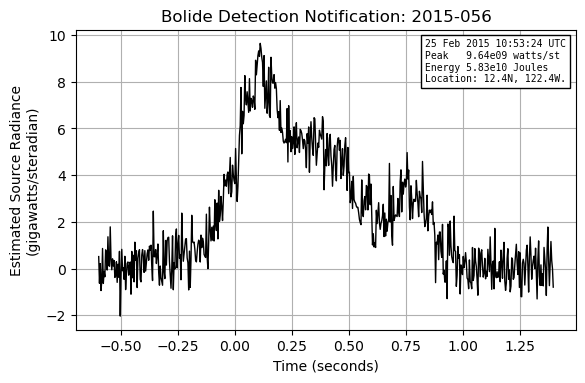 Bolide Detection Notification: 2015-056
25 Feb 2015 10:53:24 UTC
Peak   9.64e09 watts/st
Energy 5.83e10 Joules
Location: 12.4N, 122.4W.
Estimated Source Radiance
(gigawatts/steradian)
10
8
6
4
2
0
−2
−0.50 −0.25 0.00 0.25 0.50 0.75 1.00 1.25
Time (seconds)